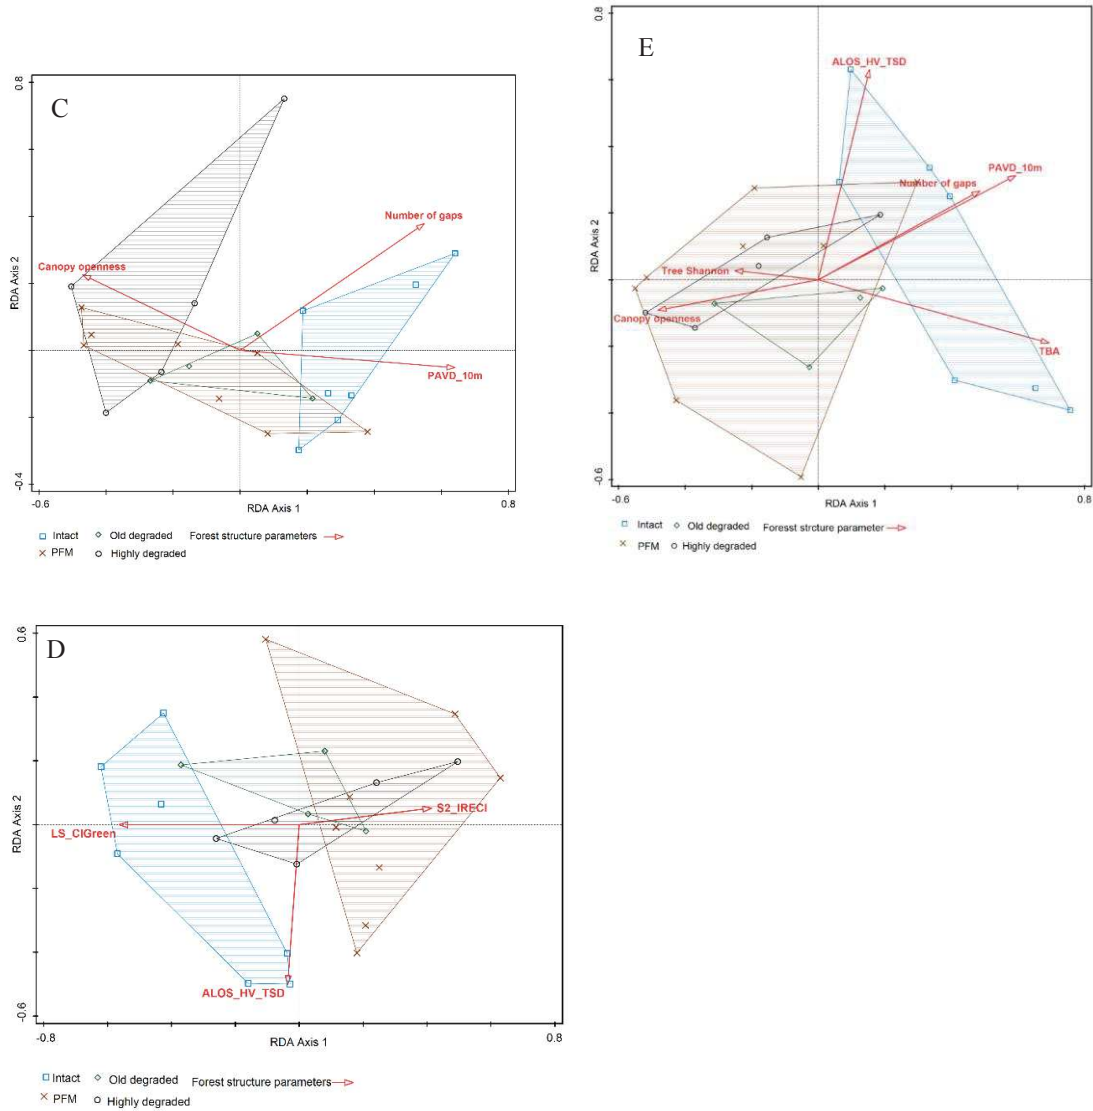 C
0.8
Number of gaps
Canopy openness
PAVD_10m
RDA Axis 2
-0.4
-0.6
RDA Axis 1
0.8
Intact
Old degraded
Forest structure parameters
PFM
Highly degraded
E
0.8
ALOS_HV_TSD
PAVD_10m
Number of gaps
Tree Shannon
Canopy openness
TBA
RDA Axis 2
-0.6
-0.6
RDA Axis 1
0.8
Intact
Old degraded
Forest strcture parameter
PFM
Highly degraded
D
0.6
S2_IRECI
LS_CIGreen
ALOS_HV_TSD
RDA Axis 2
-0.6
-0.8
RDA Axis 1
0.8
Intact
Old degraded
Forest structure parameters
PFM
Highly degraded